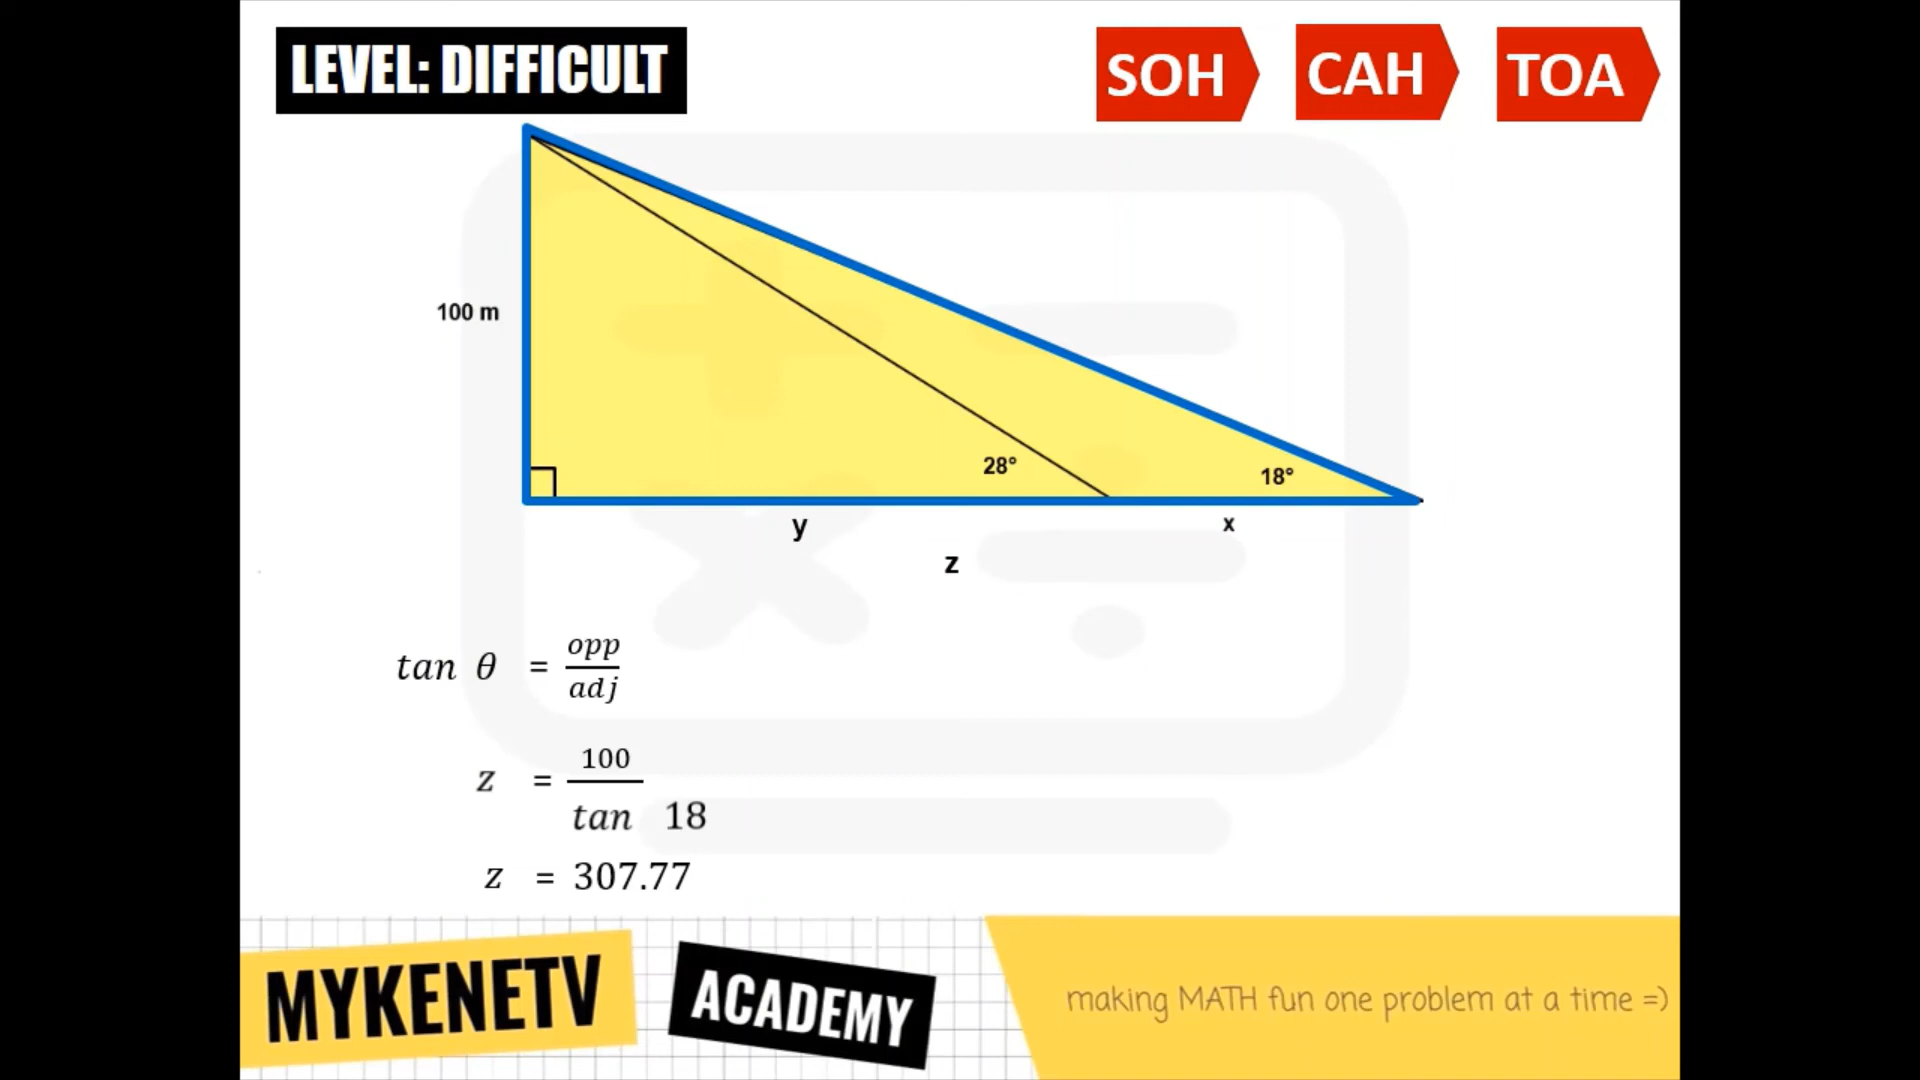 LEVEL: DIFFICULT
SOH CAH TOA
100 m
28°
18°
y
x
z
tan θ = opp/adj
z = 100/tan 18
z = 307.77
MYKENETV ACADEMY
making MATH fun one problem at a time =)